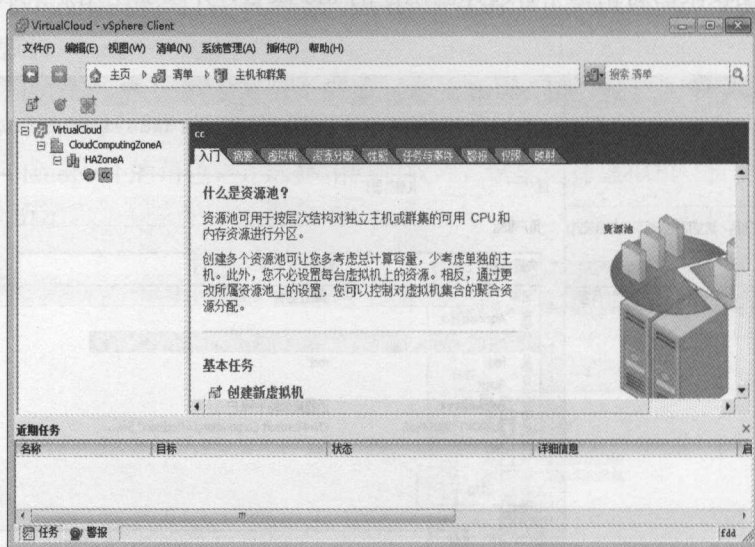 VirtualCloud - vSphere Client
文件(F) 编辑(E) 视图(W) 清单(N) 系统管理(A) 插件(P) 帮助(H)
主页 清单 主机和群集
搜索 清单
VirtualCloud
CloudComputingZoneA
HAZoneA
cc
cc
入门 摘要 虚拟机 资源分配 性能 任务与事件 警报 权限 映射
什么是资源池？
资源池可用于按层次结构对独立主机或群集的可用 CPU 和
内存资源进行分区。
创建多个资源池可让您多考虑总计算容量，少考虑单独的主
机。此外，您不必设置每台虚拟机上的资源。相反，通过更
改所属资源池上的设置，您可以控制对虚拟机集合的聚合资
源分配。
资源池
基本任务
创建新虚拟机
近期任务
名称 目标 状态 详细信息 启
任务 警报
fdd